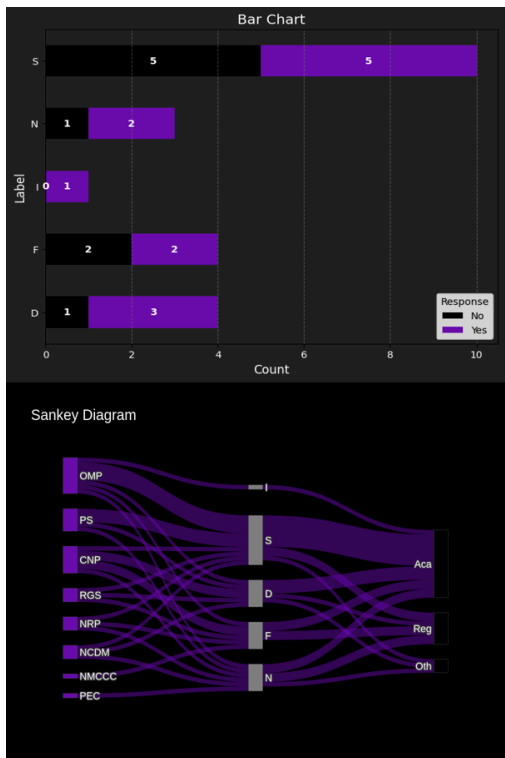 Bar Chart
S 5 5
N 1 2
I 0 1
F 2 2
D 1 3
Label
Response
No
Yes
0 2 4 6 8 10
Count
Sankey Diagram
OMP
I
PS
S
CNP
Aca
RGS
D
NRP
F
Reg
NCDM
Oth
NMCCC
N
PEC